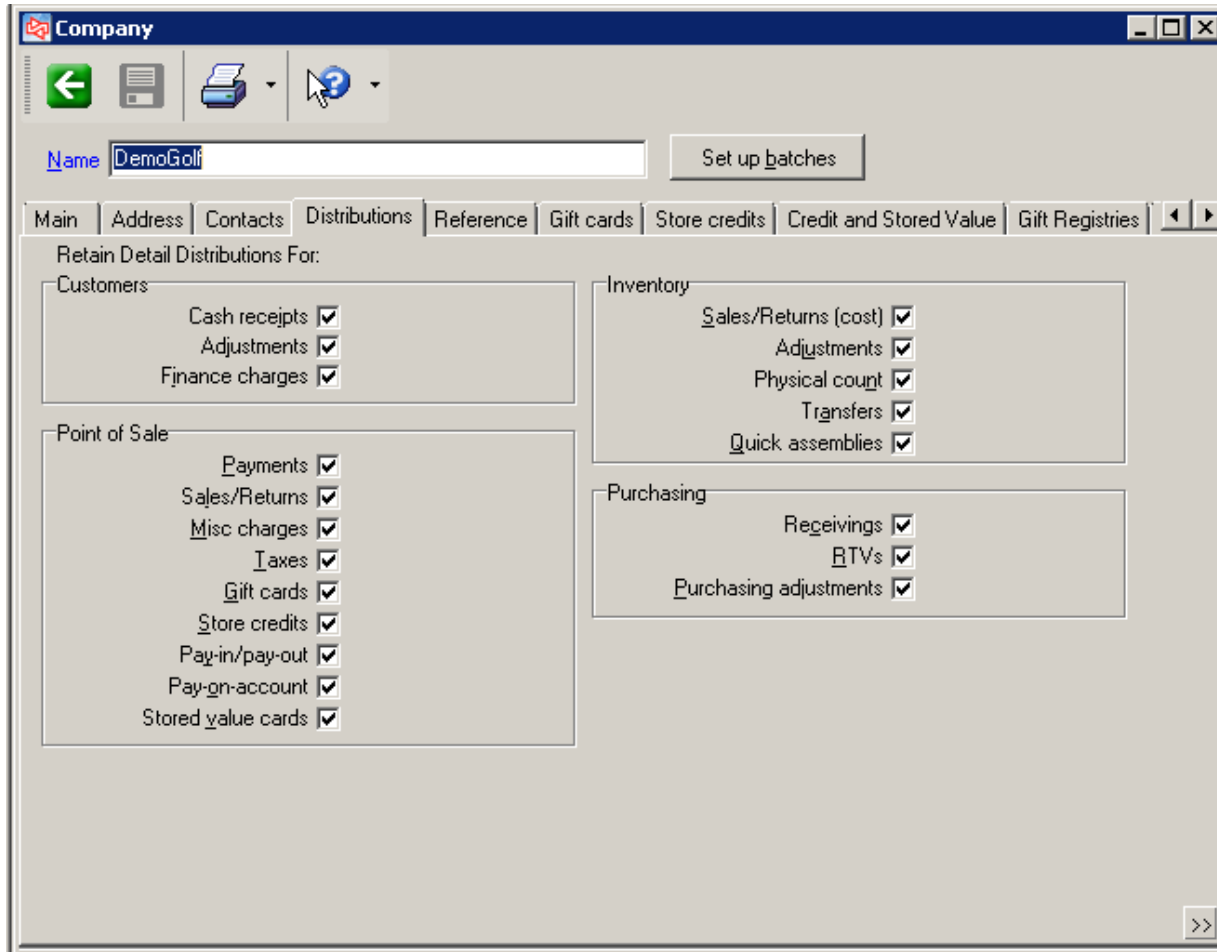 Company
Name DemoGolf Set up batches
Main Address Contacts Distributions Reference Gift cards Store credits Credit and Stored Value Gift Registries
Retain Detail Distributions For:
Customers
Cash receipts
Adjustments
Finance charges
Point of Sale
Payments
Sales/Returns
Misc charges
Taxes
Gift cards
Store credits
Pay-in/pay-out
Pay-on-account
Stored value cards
Inventory
Sales/Returns (cost)
Adjustments
Physical count
Transfers
Quick assemblies
Purchasing
Receivings
RTVs
Purchasing adjustments
>>